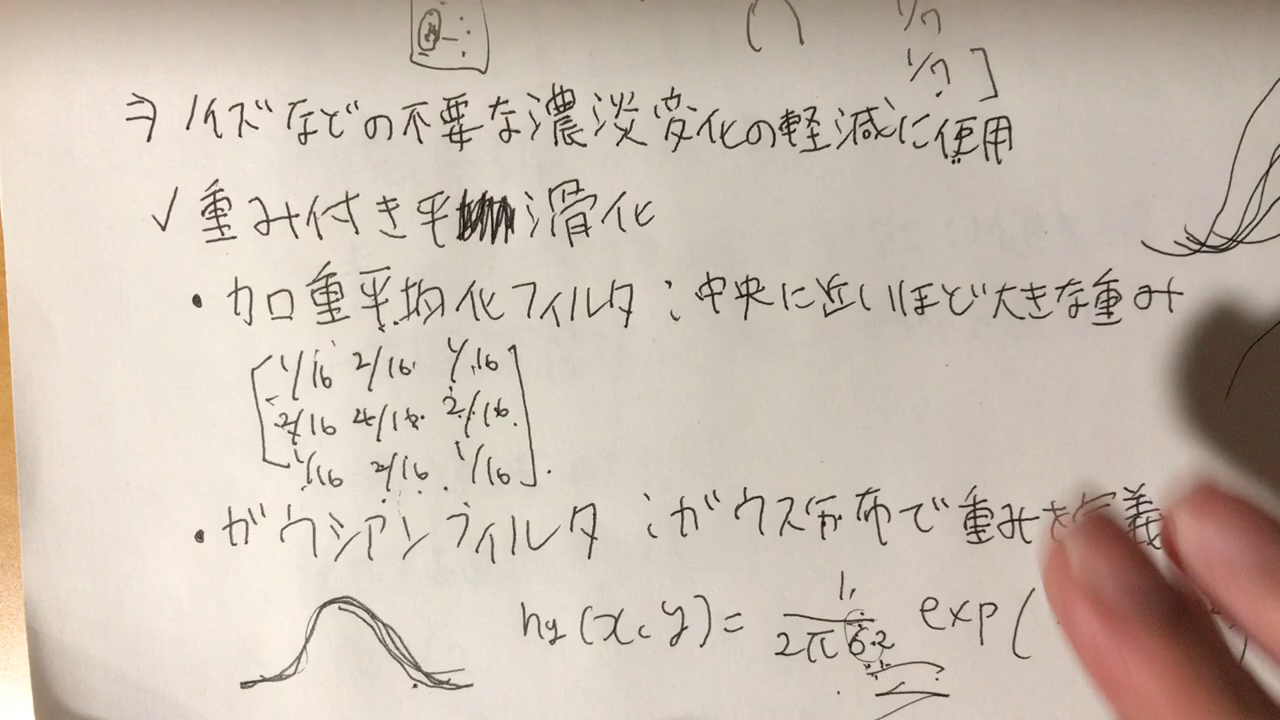 1/7
1/7 ]
⇒ ノイズなどの不要な濃淡変化の軽減に使用
✓ 重み付き平滑化
・加重平均化フィルタ：中央に近いほど大きな重み
[ 1/16 2/16 1/16
2/16 4/16 2/16
1/16 2/16 1/16 ]
・ガウシアンフィルタ：ガウス分布で重みを定義
hg(x,y) = 1/2πσ² exp(